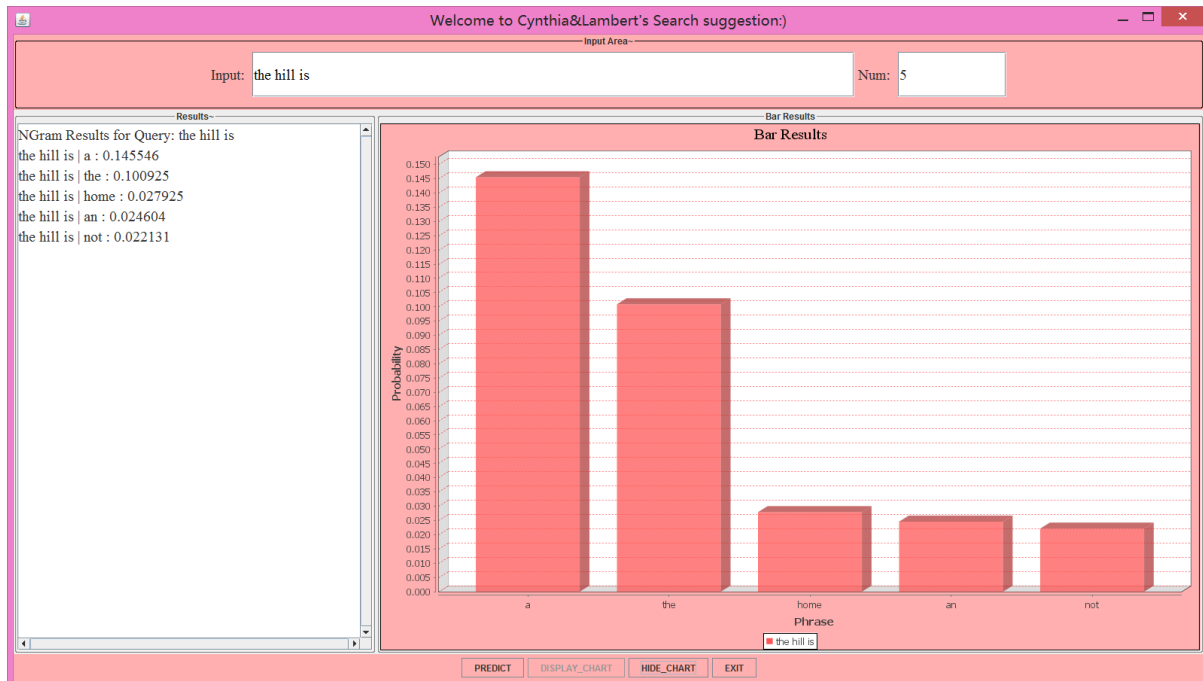 Welcome to Cynthia&Lambert's Search suggestion:)
Input Area~
Input: the hill is Num: 5
Results~
NGram Results for Query: the hill is
the hill is | a : 0.145546
the hill is | the : 0.100925
the hill is | home : 0.027925
the hill is | an : 0.024604
the hill is | not : 0.022131
Bar Results
Bar Results
0.150
0.145
0.140
0.135
0.130
0.125
0.120
0.115
0.110
0.105
0.100
0.095
0.090
0.085
0.080
0.075
0.070
0.065
0.060
0.055
0.050
0.045
0.040
0.035
0.030
0.025
0.020
0.015
0.010
0.005
0.000
Probability
a the home an not
Phrase
the hill is
PREDICT DISPLAY_CHART HIDE_CHART EXIT